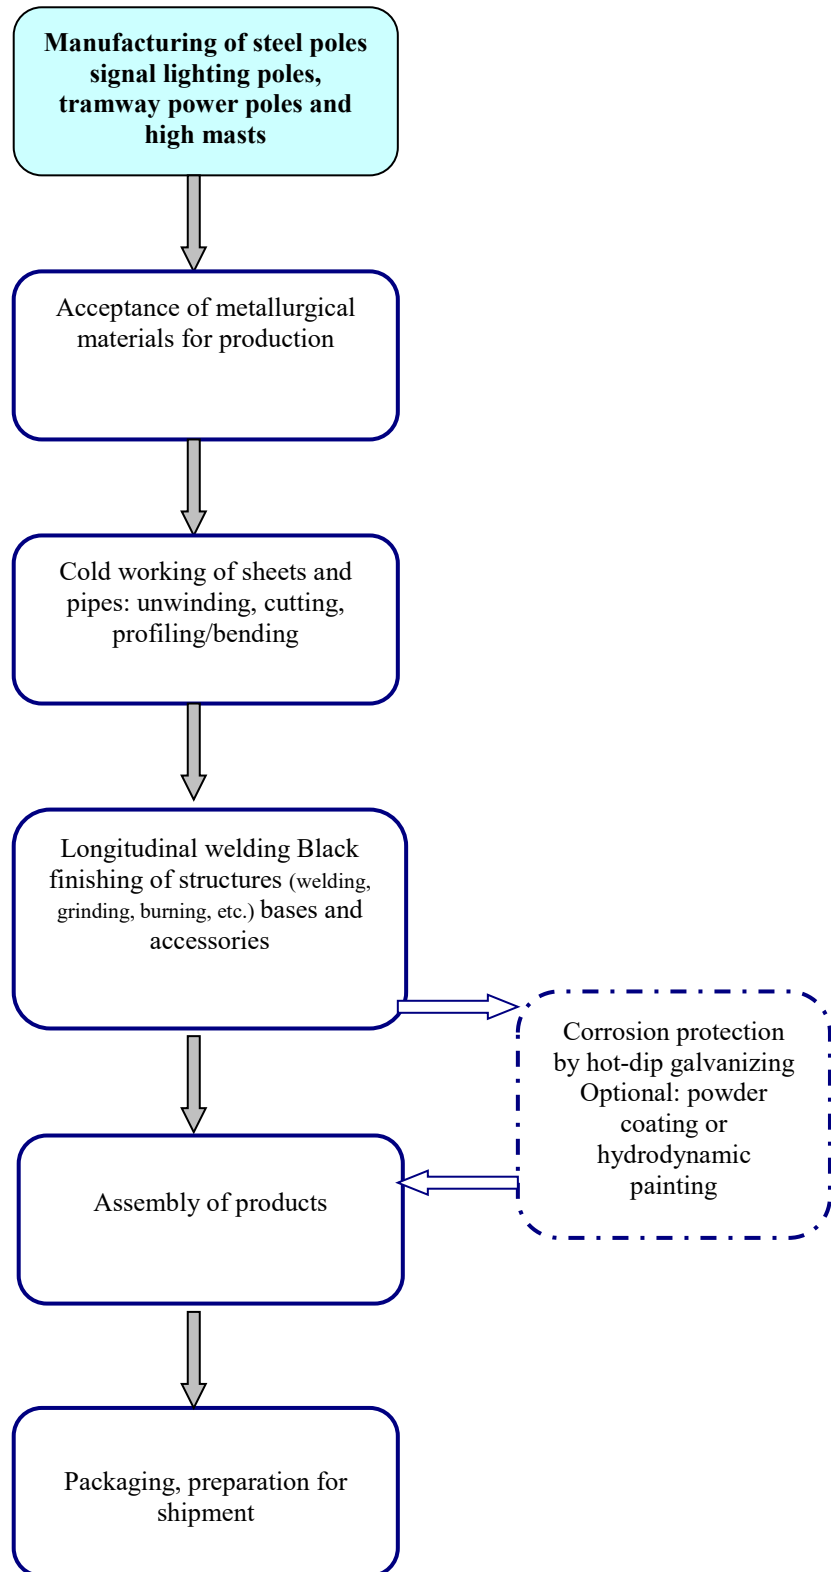 Manufacturing of steel poles
signal lighting poles,
tramway power poles and
high masts
Acceptance of metallurgical
materials for production
Cold working of sheets and
pipes: unwinding, cutting,
profiling/bending
Longitudinal welding Black
finishing of structures (welding,
grinding, burning, etc.) bases and
accessories
Corrosion protection
by hot-dip galvanizing
Optional: powder
coating or
hydrodynamic
painting
Assembly of products
Packaging, preparation for
shipment